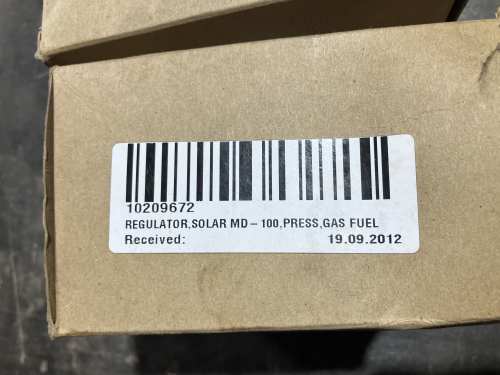 10209672
REGULATOR,SOLAR MD-100,PRESS,GAS FUEL
Received: 19.09.2012